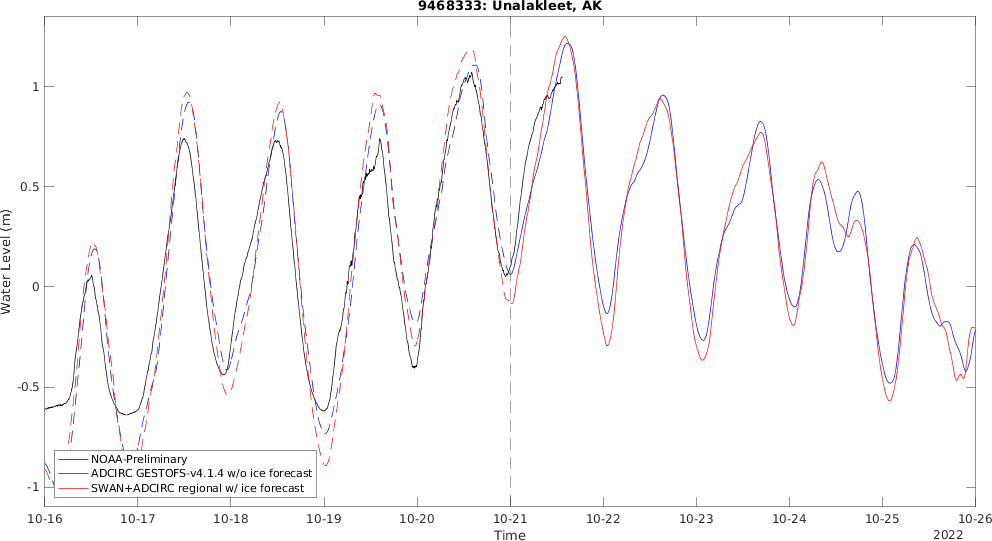 9468333: Unalakleet, AK
Water Level (m)
1
0.5
0
-0.5
-1
NOAA-Preliminary
ADCIRC GESTOFS-v4.1.4 w/o ice forecast
SWAN+ADCIRC regional w/ ice forecast
10-16 10-17 10-18 10-19 10-20 10-21 10-22 10-23 10-24 10-25 10-26
Time
2022